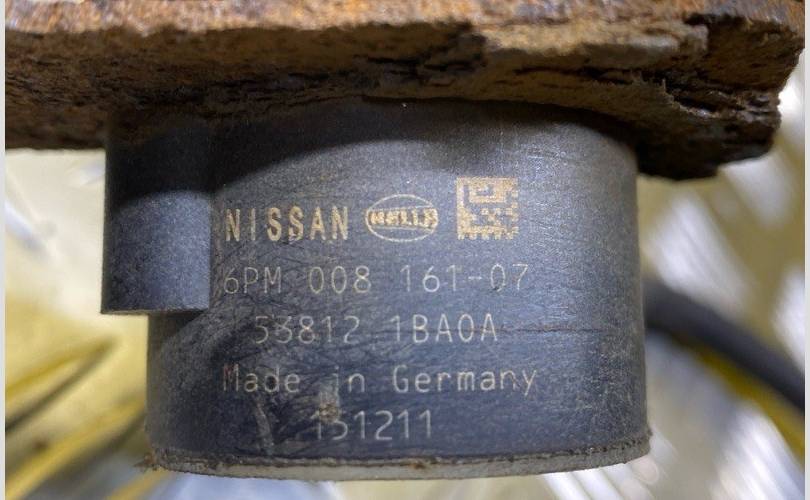 NISSAN HELLA
6PM 008 161-07
53812 1BA0A
Made in Germany
151211